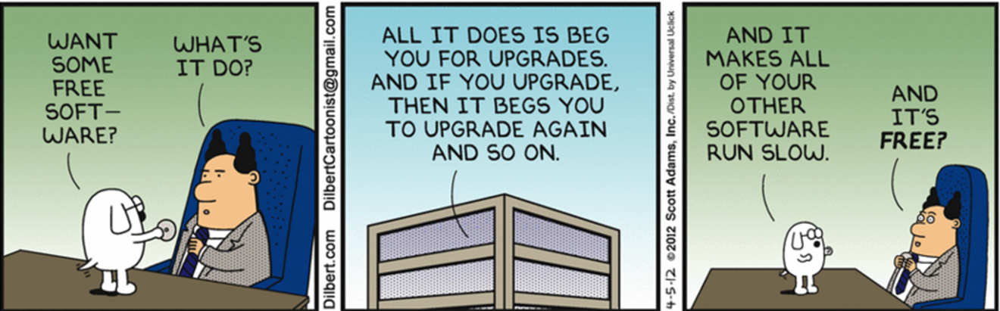 WANT
SOME
FREE
SOFT—
WARE?
WHAT'S
IT DO?
Dilbert.com DilbertCartoonist@gmail.com
ALL IT DOES IS BEG
YOU FOR UPGRADES.
AND IF YOU UPGRADE,
THEN IT BEGS YOU
TO UPGRADE AGAIN
AND SO ON.
4-5-12 ©2012 Scott Adams, Inc. /Dist. by Universal Uclick
AND IT
MAKES ALL
OF YOUR
OTHER
SOFTWARE
RUN SLOW.
AND
IT'S
FREE?